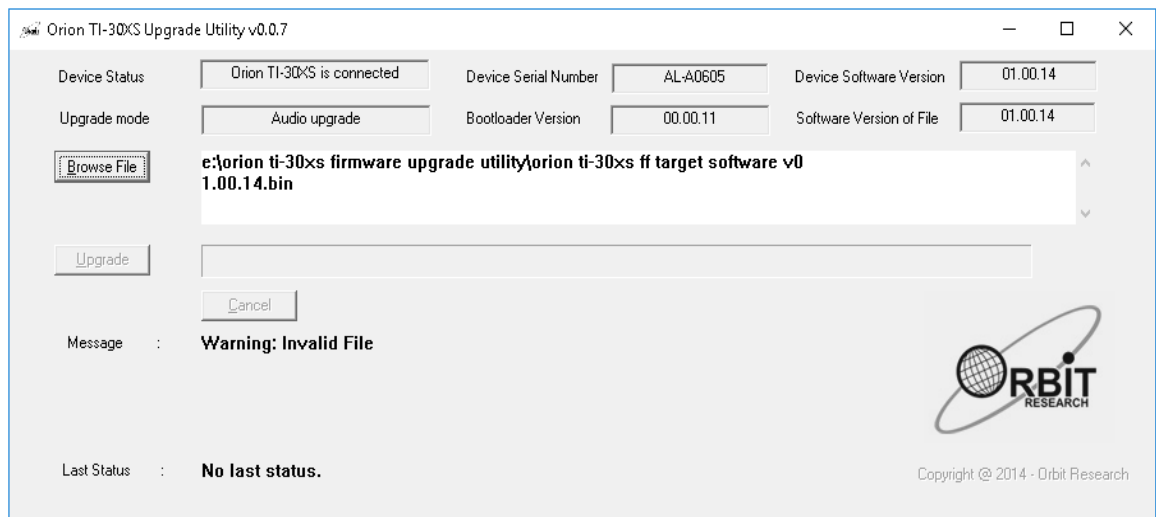 Orion TI-30XS Upgrade Utility v0.0.7
Device Status Orion TI-30XS is connected Device Serial Number AL-A0605 Device Software Version 01.00.14
Upgrade mode Audio upgrade Bootloader Version 00.00.11 Software Version of File 01.00.14
Browse File e:\orion ti-30xs firmware upgrade utility\orion ti-30xs ff target software v0
1.00.14.bin
Upgrade
Cancel
Message : Warning: Invalid File
ORBIT
RESEARCH
Last Status : No last status.
Copyright @ 2014 - Orbit Research